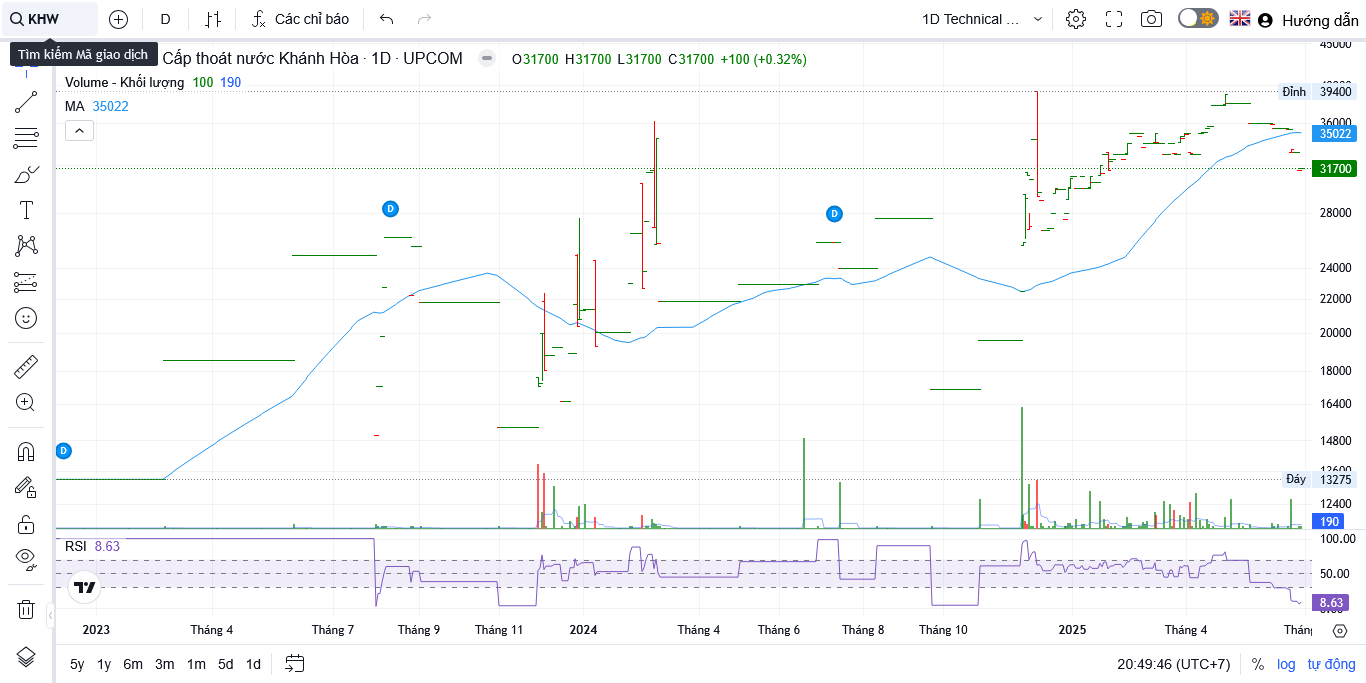 KHW
D
Các chỉ báo
1D Technical ...
Hướng dẫn
Tìm kiếm Mã giao dịch
Cấp thoát nước Khánh Hòa · 1D · UPCOM
O31700 H31700 L31700 C31700 +100 (+0.32%)
Volume - Khối lượng 100 190
MA 35022
45000
Đỉnh 39400
36000
35022
31700
28000
24000
22000
20000
18000
16400
14800
Đáy 13275
12400
190
D
D
D
RSI 8.63
100.00
50.00
8.63
2023
Tháng 4
Tháng 7
Tháng 9
Tháng 11
2024
Tháng 4
Tháng 6
Tháng 8
Tháng 10
2025
Tháng 4
Thán
5y 1y 6m 3m 1m 5d 1d
20:49:46 (UTC+7)
% log tự động